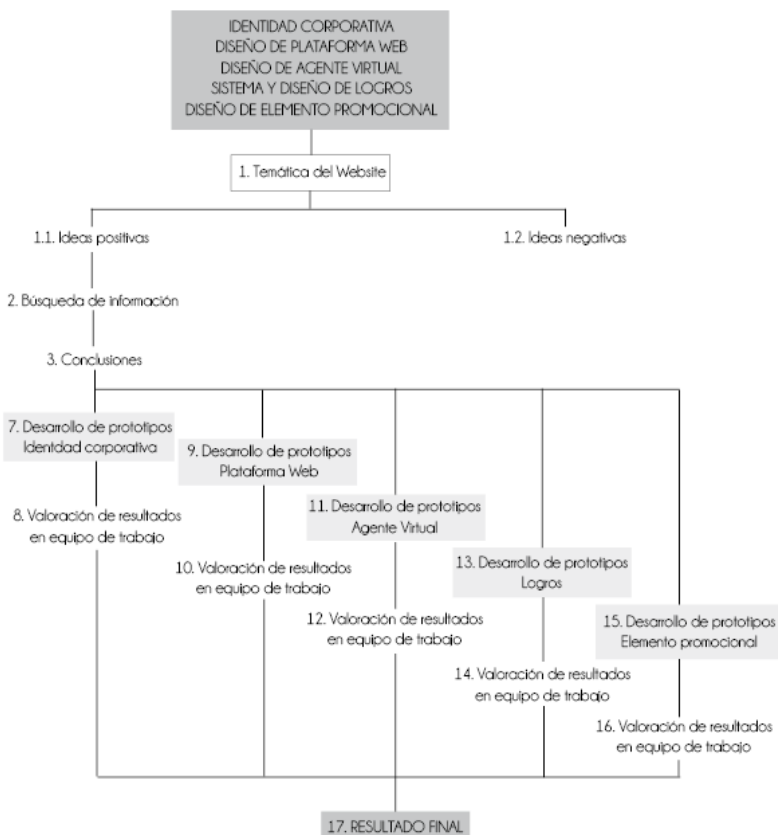 IDENTIDAD CORPORATIVA
DISEÑO DE PLATAFORMA WEB
DISEÑO DE AGENTE VIRTUAL
SISTEMA Y DISEÑO DE LOGROS
DISEÑO DE ELEMENTO PROMOCIONAL
1. Temática del Website
1.1. Ideas positivas
1.2. Ideas negativas
2. Búsqueda de información
3. Conclusiones
7. Desarrollo de prototipos
Identdad corporativa
8. Valoración de resultados
en equipo de trabajo
9. Desarrollo de prototipos
Plataforma Web
10. Valoración de resultados
en equipo de trabajo
11. Desarrollo de prototipos
Agente Virtual
12. Valoración de resultados
en equipo de trabajo
13. Desarrollo de prototipos
Logros
14. Valoración de resultados
en equipo de trabajo
15. Desarrollo de prototipos
Elemento promocional
16. Valoración de resultados
en equipo de trabajo
17. RESULTADO FINAL